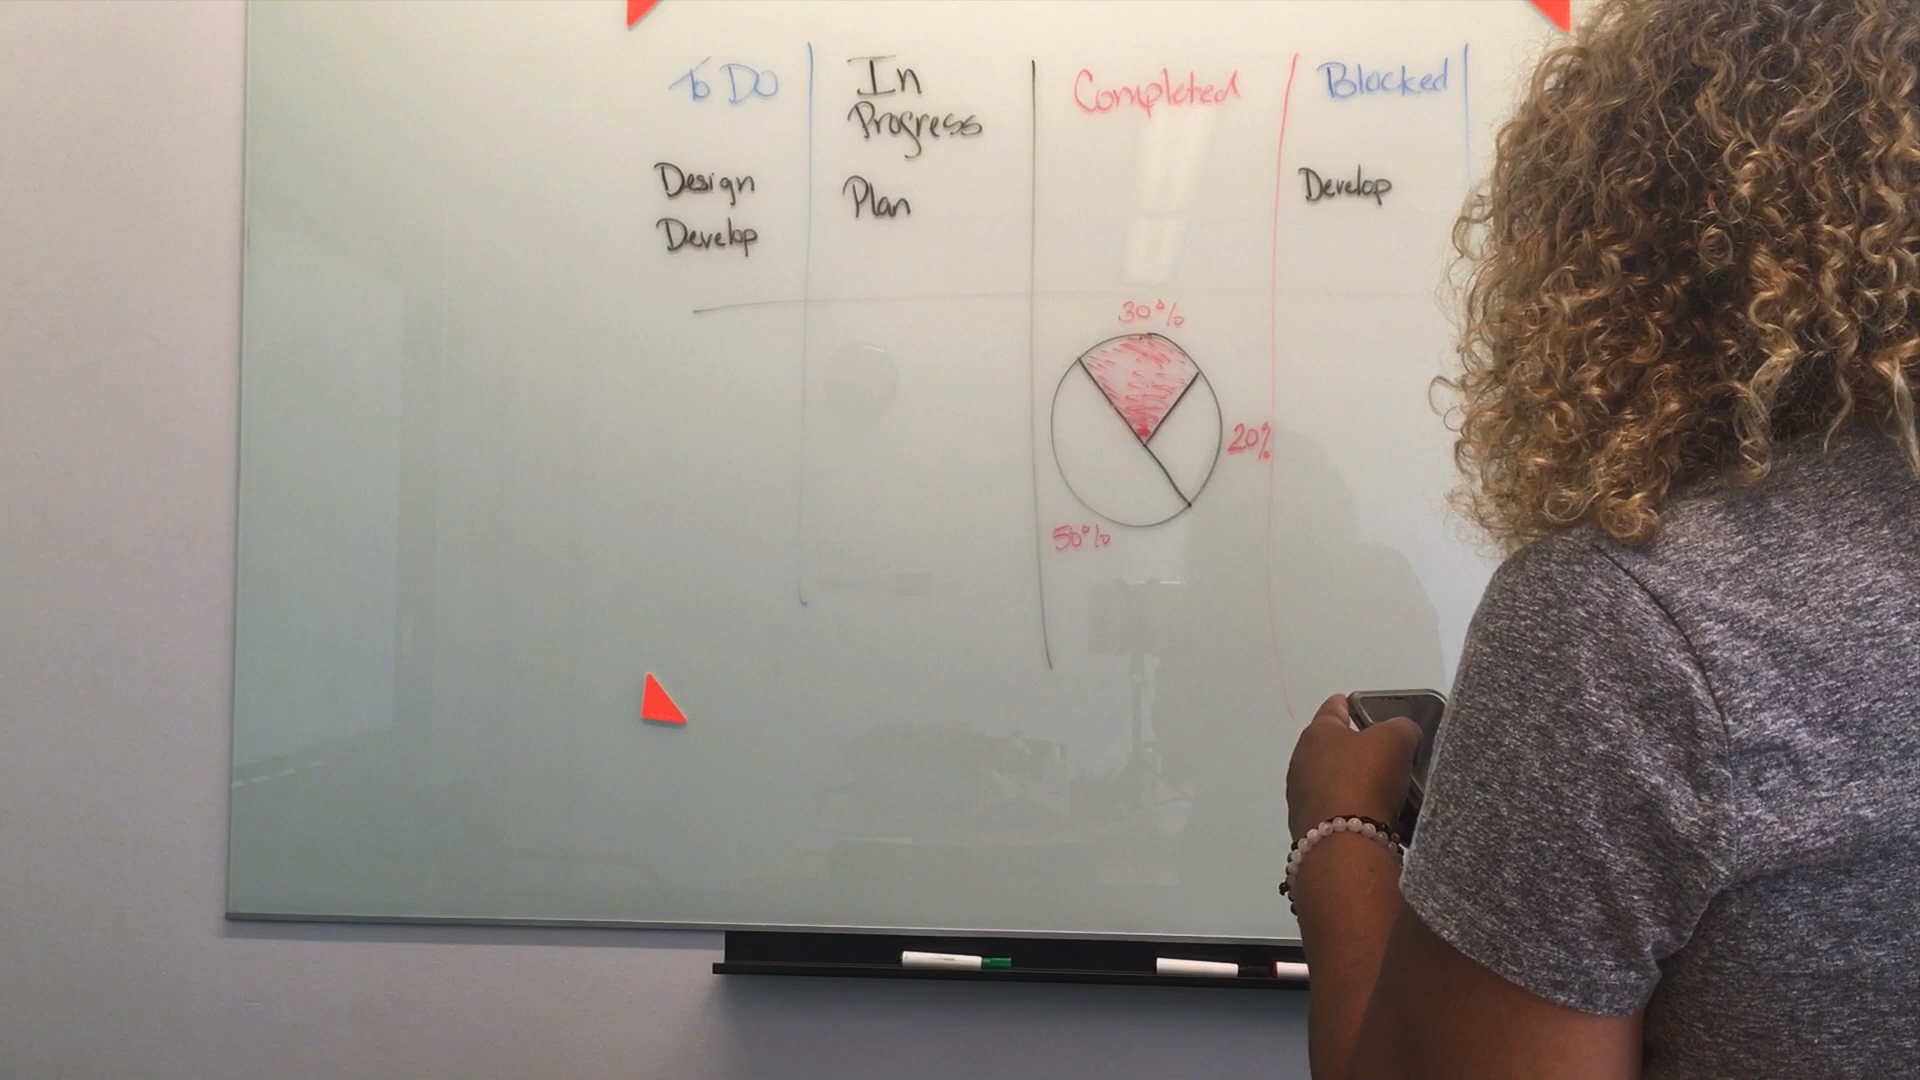 To Do
In
Progress
Completed
Blocked
Design
Develop
Plan
Develop
30%
20%
50%